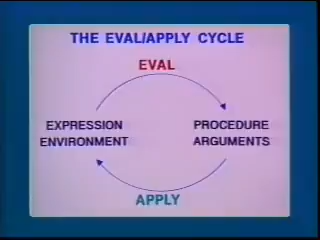 THE EVAL/APPLY CYCLE
EVAL
EXPRESSION
ENVIRONMENT
PROCEDURE
ARGUMENTS
APPLY